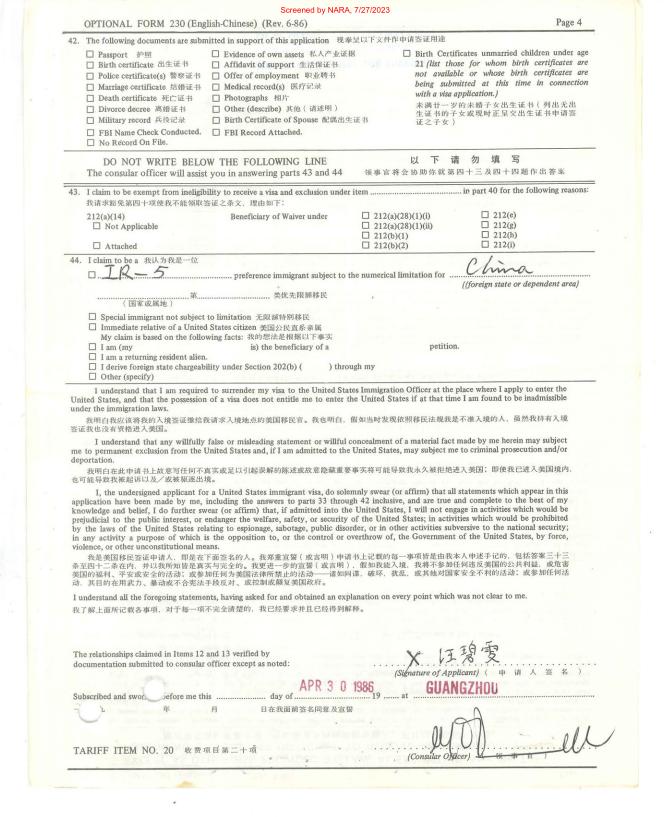 Screened by NARA, 7/27/2023
OPTIONAL FORM 230 (English-Chinese) (Rev. 6-86) Page 4
42. The following documents are submitted in support of this application 现奉呈以下文件作申请签证用途
☐ Passport 护照
☐ Birth certificate 出生证书
☐ Police certificate(s) 警察证书
☐ Marriage certificate 结婚证书
☐ Death certificate 死亡证书
☐ Divorce decree 离婚证书
☐ Military record 兵役记录
☐ FBI Name Check Conducted.
☐ No Record On File.
☐ Evidence of own assets 私人产业证据
☐ Affidavit of support 生活保证书
☐ Offer of employment 职业聘书
☐ Medical record(s) 医疗记录
☐ Photographs 相片
☐ Other (describe) 其他（请述明）
☐ Birth Certificate of Spouse 配偶出生证书
☐ FBI Record Attached.
☐ Birth Certificates unmarried children under age
21 (list those for whom birth certificates are
not available or whose birth certificates are
being submitted at this time in connection
with a visa application.)
未满廿一岁的未婚子女出生证书（列出无出
生证书的子女或现时正呈交出生证书申请签
证之子女）
DO NOT WRITE BELOW THE FOLLOWING LINE 以下请勿填写
The consular officer will assist you in answering parts 43 and 44 领事官将会协助你就第四十三及四十四题作出答案
43. I claim to be exempt from ineligibility to receive a visa and exclusion under item ........ in part 40 for the following reasons:
我请求豁免第四十项使我不能领取签证之条文，理由如下：
212(a)(14) Beneficiary of Waiver under
☐ Not Applicable
☐ Attached
☐ 212(a)(28)(1)(i)
☐ 212(a)(28)(1)(ii)
☐ 212(b)(1)
☐ 212(b)(2)
☐ 212(e)
☐ 212(g)
☐ 212(h)
☐ 212(i)
44. I claim to be a 我认为我是一位
☐ IR-5 preference immigrant subject to the numerical limitation for China
((foreign state or dependent area)
........第........类优先限额移民
（国家或属地）
☐ Special immigrant not subject to limitation 无限额特别移民
☐ Immediate relative of a United States citizen 美国公民直系亲属
My claim is based on the following facts: 我的想法是根据以下事实
☐ I am (my is) the beneficiary of a petition.
☐ I am a returning resident alien.
☐ I derive foreign state chargeability under Section 202(b) ( ) through my
☐ Other (specify)
I understand that I am required to surrender my visa to the United States Immigration Officer at the place where I apply to enter the
United States, and that the possession of a visa does not entitle me to enter the United States if at that time I am found to be inadmissible
under the immigration laws.
我明白我应该将我的入境签证缴给我请求入境地点的美国移民官。我也明白，假如当时发现依照移民法规我是不准入境的人，虽然我持有入境
签证我也没有资格进入美国。
I understand that any willfully false or misleading statement or willful concealment of a material fact made by me herein may subject
me to permanent exclusion from the United States and, if I am admitted to the United States, may subject me to criminal prosecution and/or
deportation.
我明白在此申请书上故意写任何不真实或足以引起误解的陈述或故意隐藏重要事实将可能导致我永久被拒绝进入美国；即使我已进入美国境内，
也可能导致我被起诉以及／或被驱逐出境。
I, the undersigned applicant for a United States immigrant visa, do solemnly swear (or affirm) that all statements which appear in this
application have been made by me, including the answers to parts 33 through 42 inclusive, and are true and complete to the best of my
knowledge and belief, I do further swear (or affirm) that, if admitted into the United States, I will not engage in activities which would be
prejudicial to the public interest, or endanger the welfare, safety, or security of the United States; in activities which would be prohibited
by the laws of the United States relating to espionage, sabotage, public disorder, or in other activities subversive to the national security;
in any activity a purpose of which is the opposition to, or the control or overthrow of, the Government of the United States, by force,
violence, or other unconstitutional means.
我是美国移民签证申请人，即是在下面签名的人。我郑重宣誓（或言明）申请书上记载的每一事项皆是由我本人申述手记的，包括答案三十三
条至四十二条在内，并以我所知皆是真实与完全的。我更进一步的宣誓（或言明），假如我能入境，我将不参加任何违反美国的公共利益，或危害
美国的福利、平安或安全的活动；或参加任何为美国法律所禁止的活动——诸如间谍，破坏，扰乱，或其他对国家安全不利的活动；或参加任何活
动，其目的在用武力、暴动或不合宪法手段反对、或控制或颠复美国政府。
I understand all the foregoing statements, having asked for and obtained an explanation on every point which was not clear to me.
我了解上面所记载各事项，对于每一项不完全清楚的，我已经要求并且已经得到解释。
The relationships claimed in Items 12 and 13 verified by
documentation submitted to consular officer except as noted:
X 汪碧雯
(Signature of Applicant) （申请人签名）
Subscribed and swor efore me this ........ day of APR 30 1986 19 ..... at GUANGZHOU
年 月 日在我面前签名同意及宣誓
TARIFF ITEM NO. 20 收费项目第二十项
(Consular Officer)